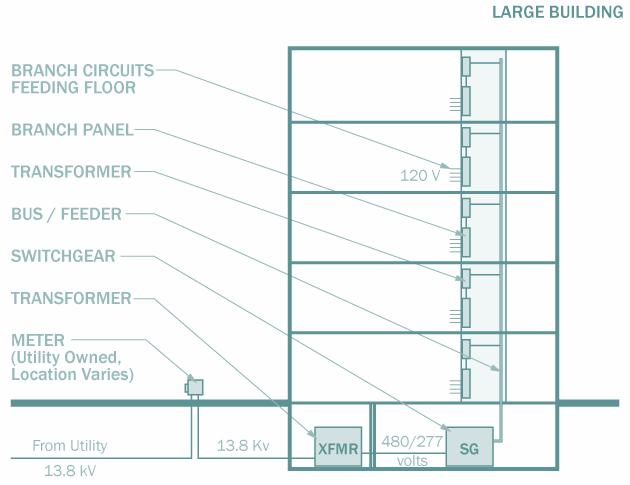 LARGE BUILDING
BRANCH CIRCUITS
FEEDING FLOOR
BRANCH PANEL
TRANSFORMER
120 V
BUS / FEEDER
SWITCHGEAR
TRANSFORMER
METER
(Utility Owned,
Location Varies)
From Utility
13.8 kV
13.8 Kv
XFMR
480/277
volts
SG